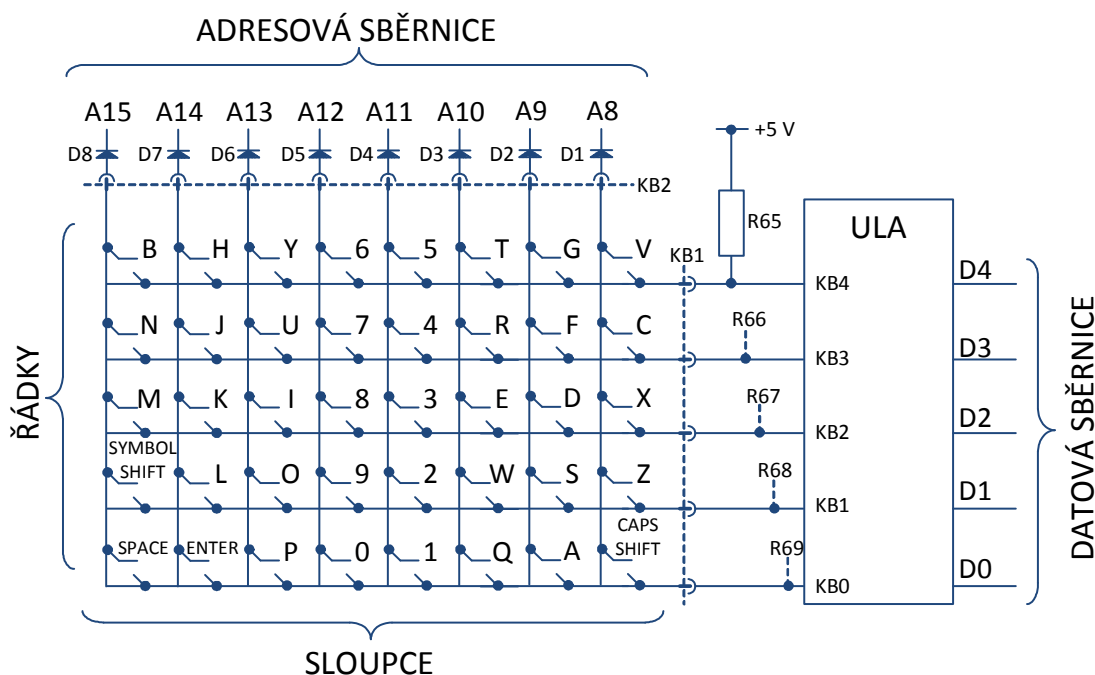 ADRESOVÁ SBĚRNICE
A15 A14 A13 A12 A11 A10 A9 A8
+5 V
D8 D7 D6 D5 D4 D3 D2 D1
KB2
R65
ULA
B H Y 6 5 T G V
KB1
KB4 D4
N J U 7 4 R F C
R66
KB3 D3
M K I 8 3 E D X
R67
KB2 D2
SYMBOL
SHIFT L O 9 2 W S Z
R68
KB1 D1
CAPS
SPACE ENTER P 0 1 Q A SHIFT
R69
KB0 D0
ŘÁDKY
DATOVÁ SBĚRNICE
SLOUPCE